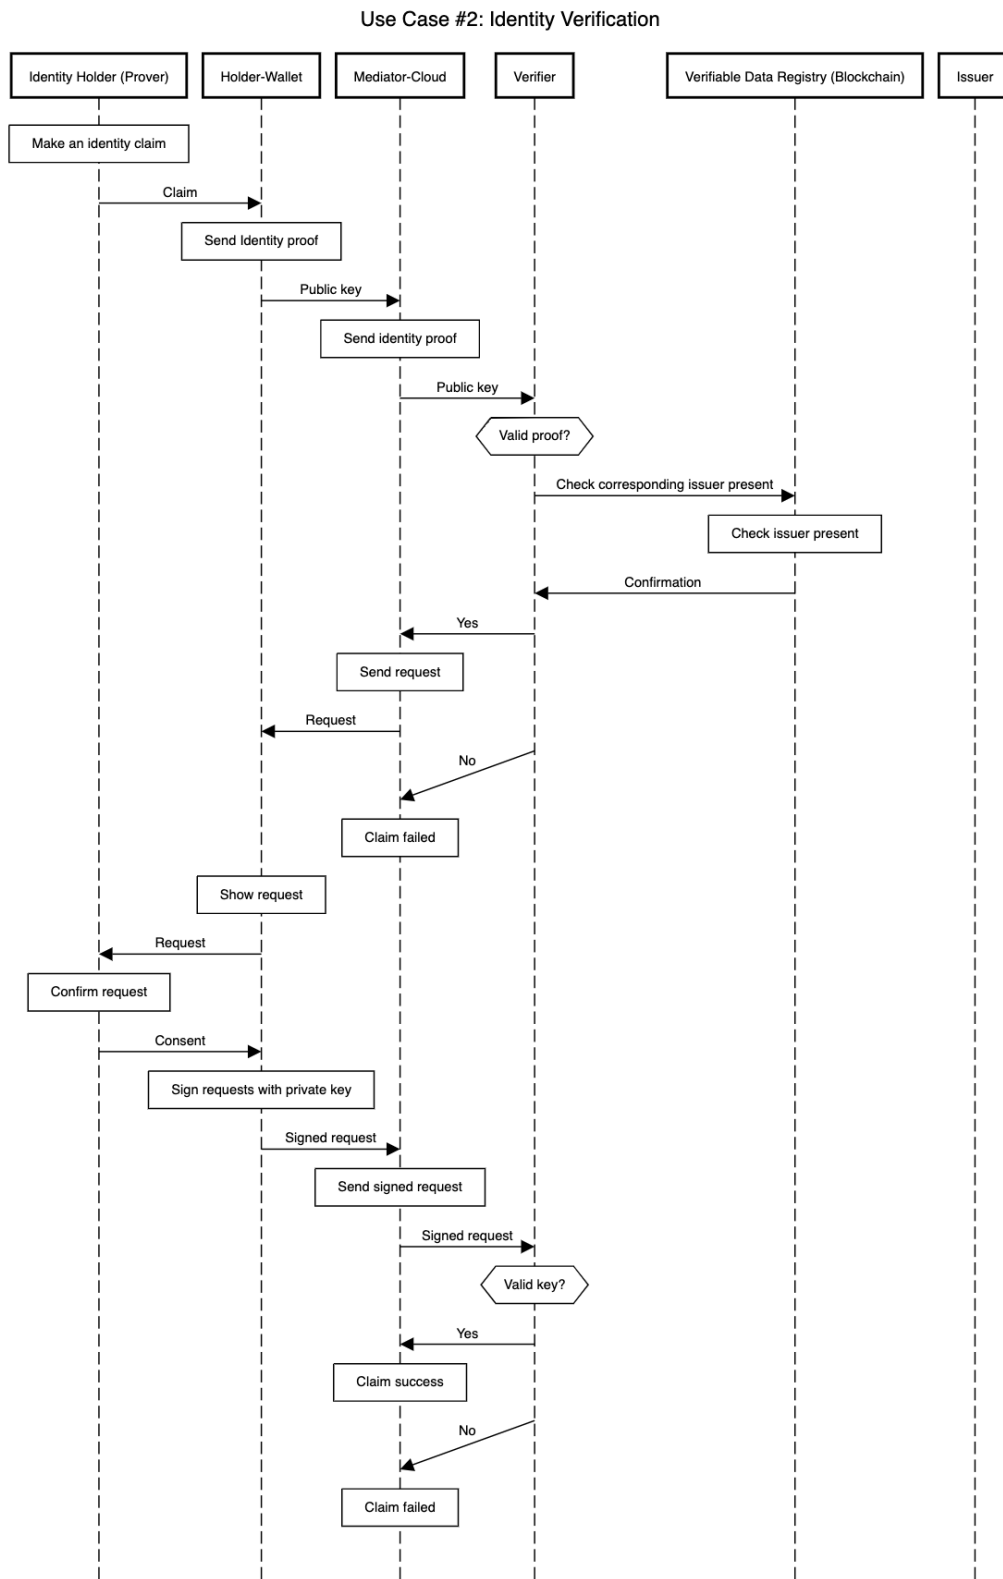 Use Case #2: Identity Verification
Identity Holder (Prover)
Holder-Wallet
Mediator-Cloud
Verifier
Verifiable Data Registry (Blockchain)
Issuer
Make an identity claim
Claim
Send Identity proof
Public key
Send identity proof
Public key
Valid proof?
Check corresponding issuer present
Check issuer present
Confirmation
Yes
Send request
Request
No
Claim failed
Show request
Request
Confirm request
Consent
Sign requests with private key
Signed request
Send signed request
Signed request
Valid key?
Yes
Claim success
No
Claim failed